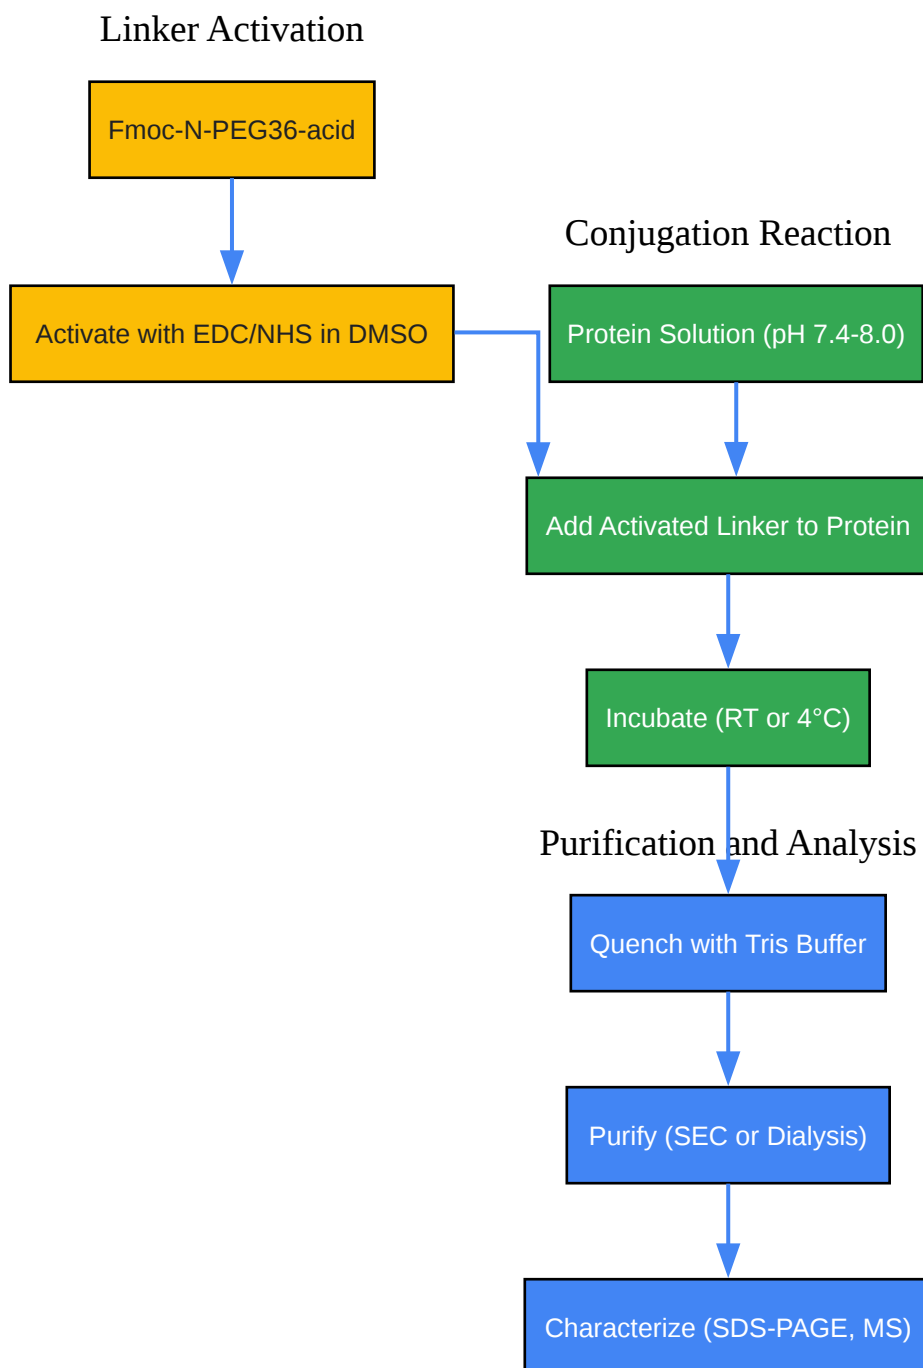 Linker Activation
Fmoc-N-PEG36-acid
Activate with EDC/NHS in DMSO
Conjugation Reaction
Protein Solution (pH 7.4-8.0)
Add Activated Linker to Protein
Incubate (RT or 4°C)
Purification and Analysis
Quench with Tris Buffer
Purify (SEC or Dialysis)
Characterize (SDS-PAGE, MS)